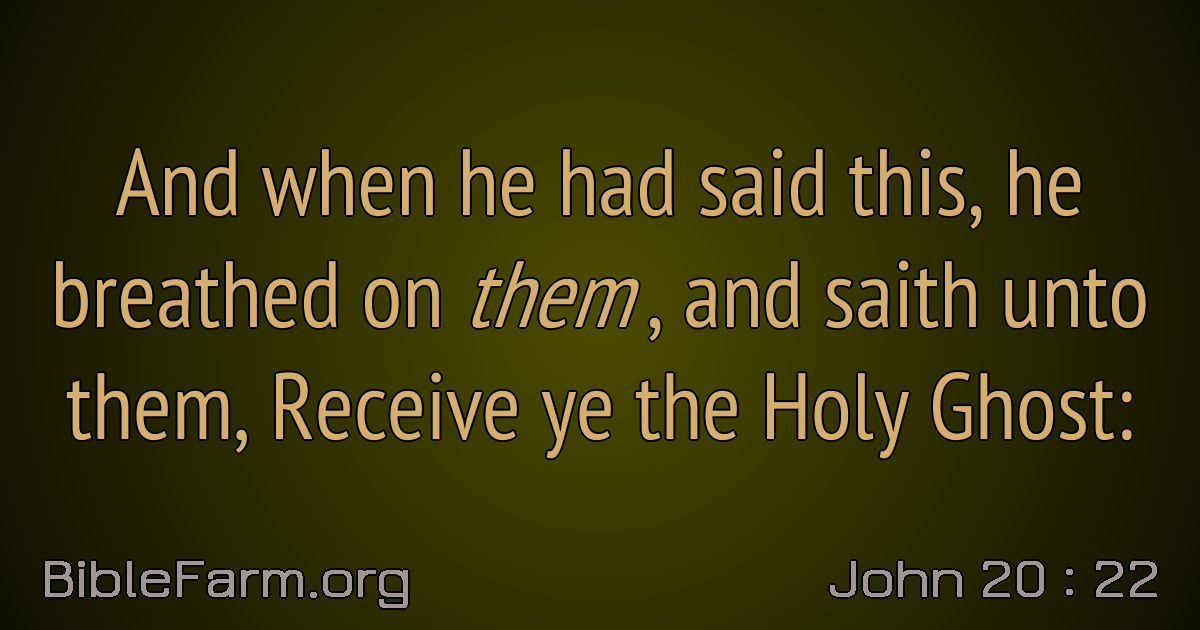 And when he had said this, he
breathed on them, and saith unto
them, Receive ye the Holy Ghost:
BibleFarm.org
John 20 : 22